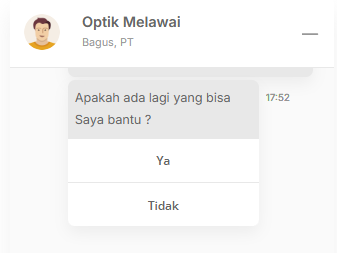 Optik Melawai
Bagus, PT
Apakah ada lagi yang bisa
Saya bantu ?
17:52
Ya
Tidak